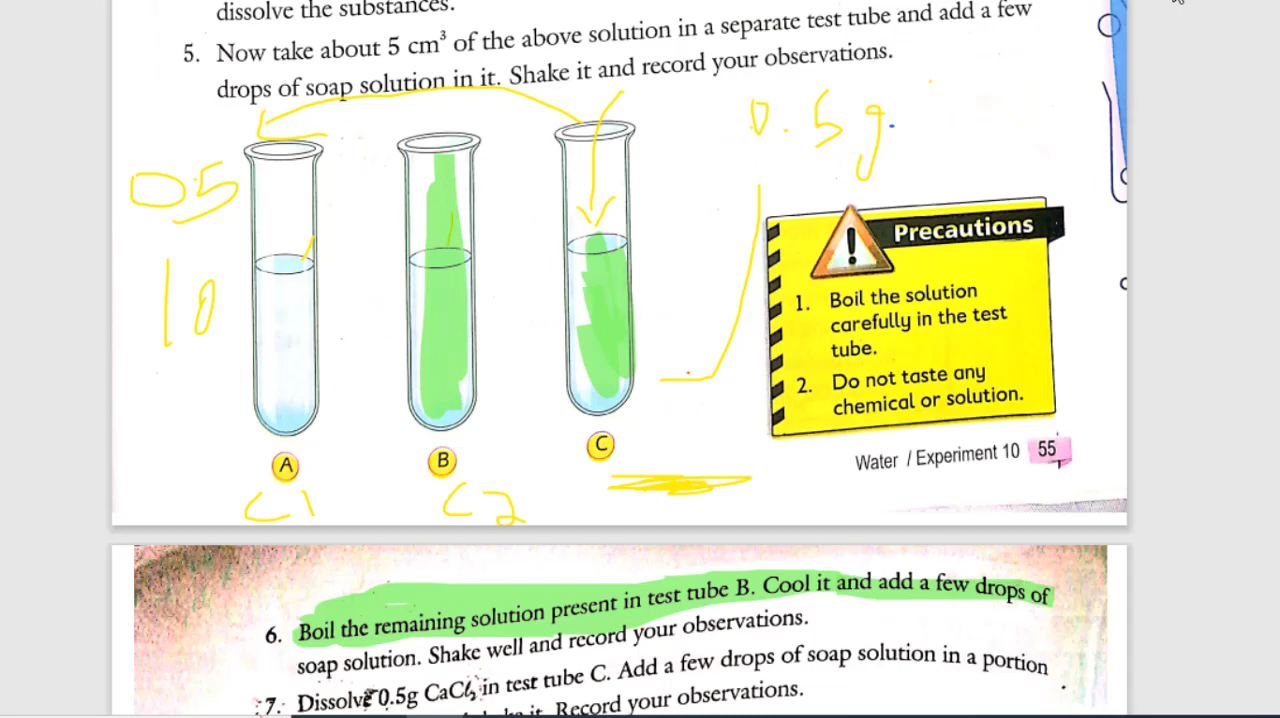 dissolve the substances.
5. Now take about 5 cm³ of the above solution in a separate test tube and add a few
drops of soap solution in it. Shake it and record your observations.
0.5g.
05
10
Precautions
1. Boil the solution
carefully in the test
tube.
2. Do not taste any
chemical or solution.
A
B
C
C1
C2
Water / Experiment 10 55
6. Boil the remaining solution present in test tube B. Cool it and add a few drops of
soap solution. Shake well and record your observations.
7. Dissolve 0.5g CaCl₂ in test tube C. Add a few drops of soap solution in a portion
it. Record your observations.